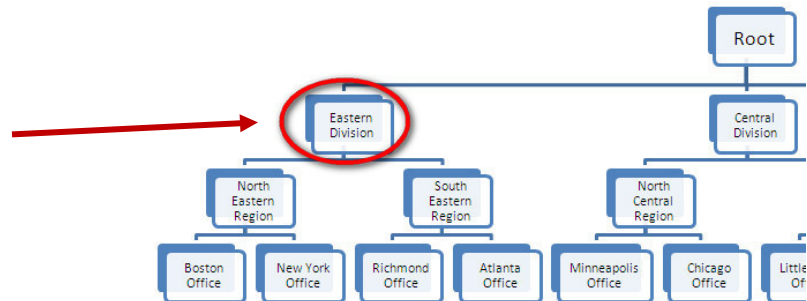 Root
Eastern
Division
Central
Division
North
Eastern
Region
South
Eastern
Region
North
Central
Region
Boston
Office
New York
Office
Richmond
Office
Atlanta
Office
Minneapolis
Office
Chicago
Office
Little